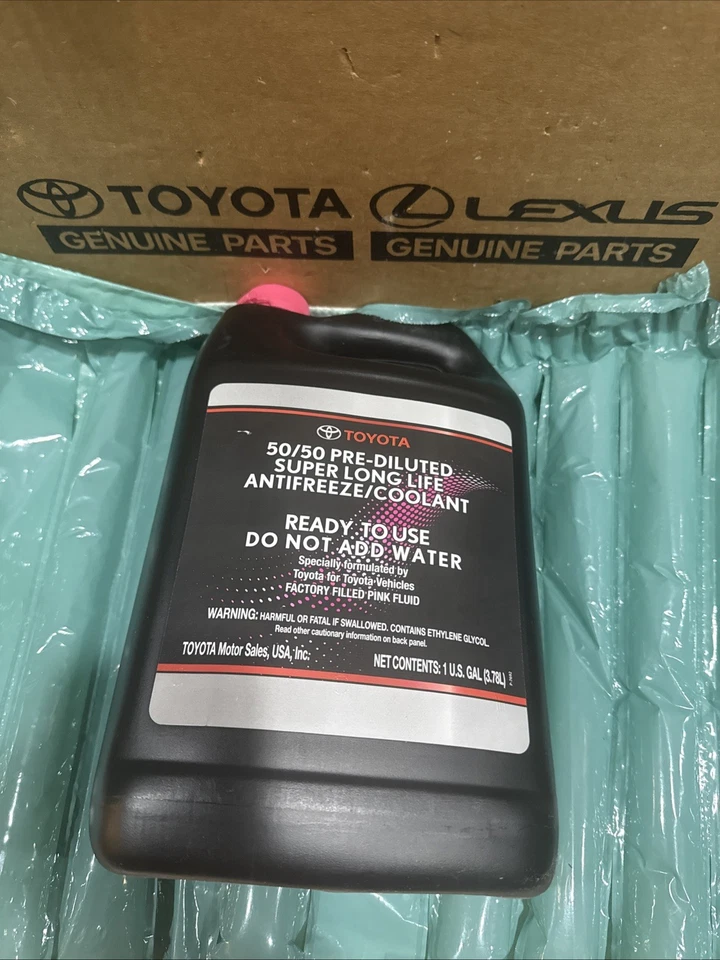 TOYOTA LEXUS
GENUINE PARTS GENUINE PARTS
TOYOTA
50/50 PRE-DILUTED
SUPER LONG LIFE
ANTIFREEZE/COOLANT
READY TO USE
DO NOT ADD WATER
Specially formulated by
Toyota for Toyota Vehicles
FACTORY FILLED PINK FLUID
WARNING: HARMFUL OR FATAL IF SWALLOWED. CONTAINS ETHYLENE GLYCOL.
Read other cautionary information on back panel.
TOYOTA Motor Sales, USA, Inc. NET CONTENTS: 1 U.S. GAL (3.78L)